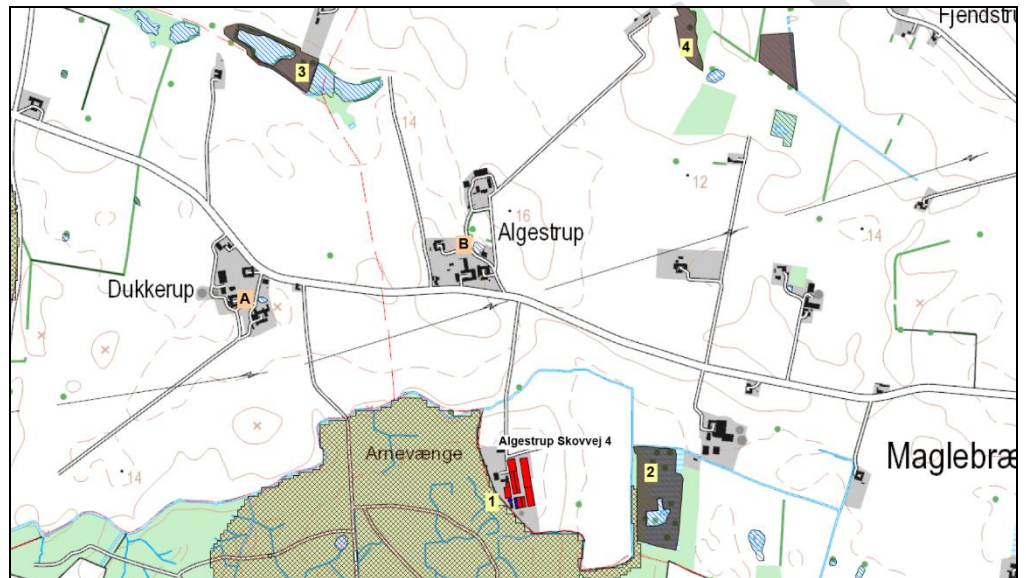 Fjendstru
4
3
14
12
16
B
Algestrup
14
Dukkerup
A
Arnevænge
Algestrup Skovvej 4
Maglebræ
14
2
1